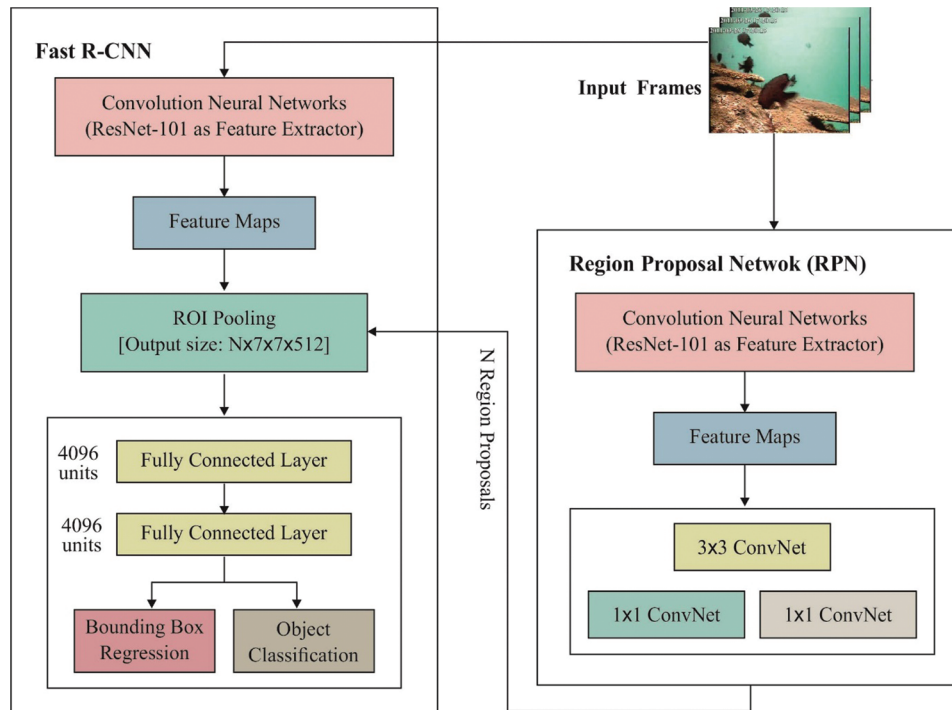 Fast R-CNN
Convolution Neural Networks
(ResNet-101 as Feature Extractor)
Feature Maps
ROI Pooling
[Output size: Nx7x7x512]
4096
units
Fully Connected Layer
4096
units
Fully Connected Layer
Bounding Box
Regression
Object
Classification
N Region Proposals
Input Frames
Region Proposal Netwok (RPN)
Convolution Neural Networks
(ResNet-101 as Feature Extractor)
Feature Maps
3x3 ConvNet
1x1 ConvNet
1x1 ConvNet